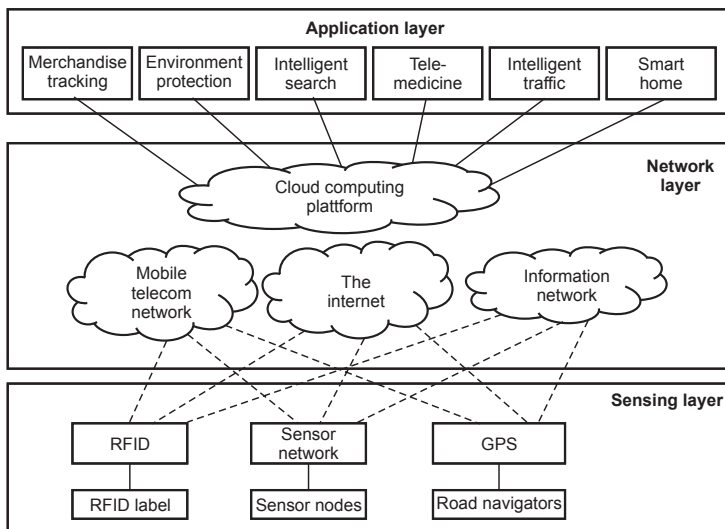 Application layer
Merchandise
tracking
Environment
protection
Intelligent
search
Tele-
medicine
Intelligent
traffic
Smart
home
Network
layer
Cloud computing
plattform
Mobile
telecom
network
The
internet
Information
network
Sensing layer
RFID
Sensor
network
GPS
RFID label
Sensor nodes
Road navigators